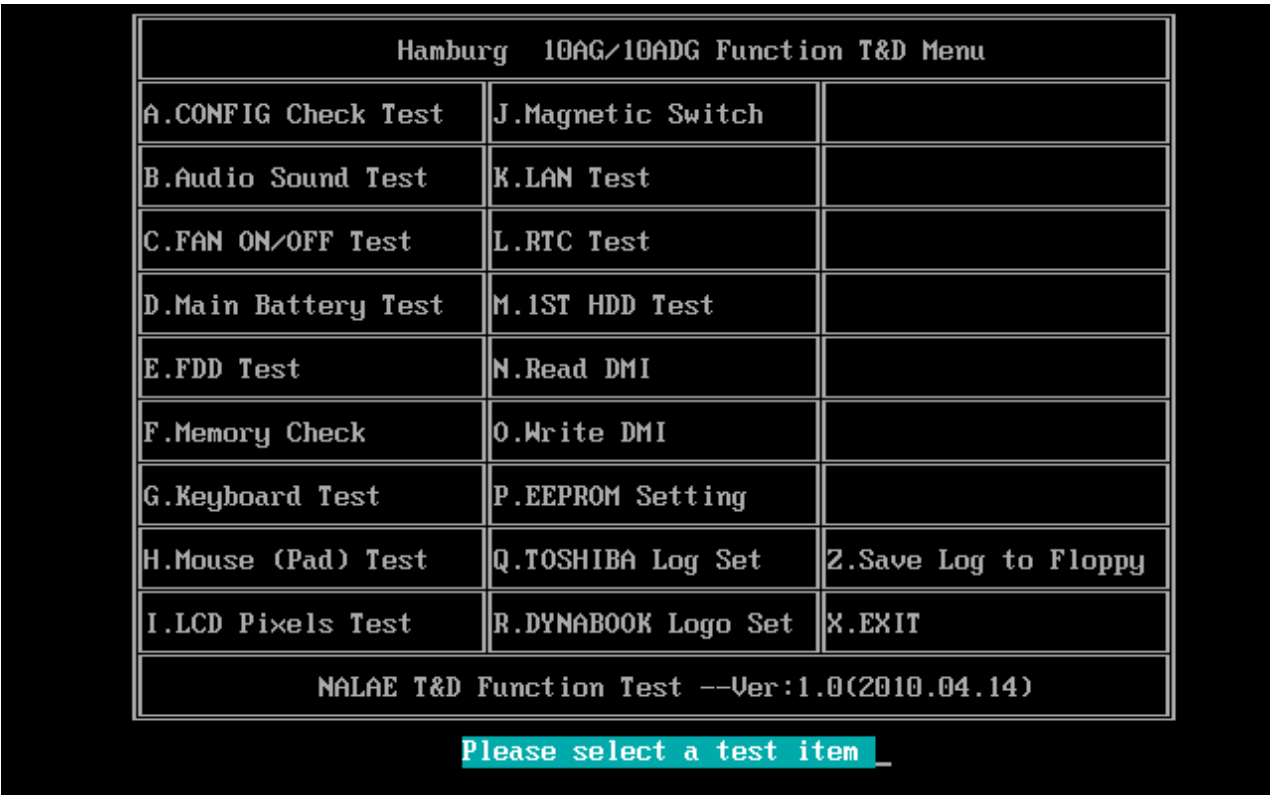 Hamburg 10AG/10ADG Function T&D Menu
A.CONFIG Check Test J.Magnetic Switch
B.Audio Sound Test K.LAN Test
C.FAN ON/OFF Test L.RTC Test
D.Main Battery Test M.1ST HDD Test
E.FDD Test N.Read DMI
F.Memory Check O.Write DMI
G.Keyboard Test P.EEPROM Setting
H.Mouse (Pad) Test Q.TOSHIBA Log Set Z.Save Log to Floppy
I.LCD Pixels Test R.DYNABOOK Logo Set X.EXIT
NALAE T&D Function Test --Ver:1.0(2010.04.14)
Please select a test item _